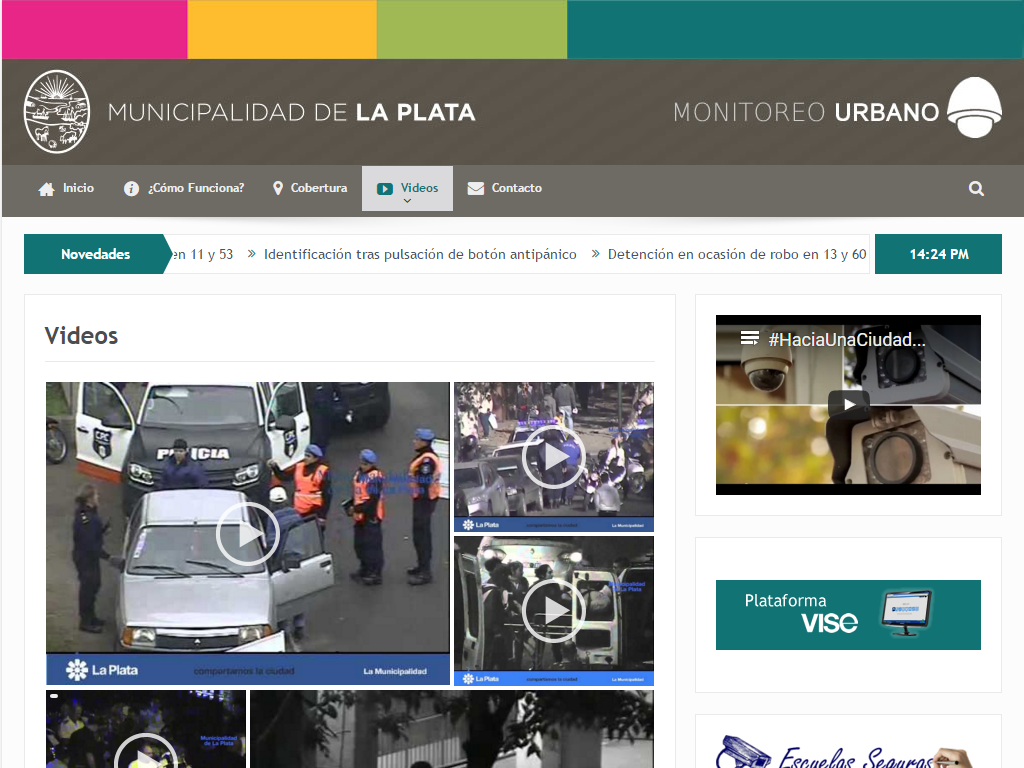 MUNICIPALIDAD DE LA PLATA
MONITOREO URBANO
Inicio
¿Cómo Funciona?
Cobertura
Videos
Contacto
Novedades
en 11 y 53
» Identificación tras pulsación de botón antipánico
» Detención en ocasión de robo en 13 y 60
14:24 PM
Videos
#HaciaUnaCiudad...
CPC
POLICIA
CPC
La Plata
compartamos la ciudad
La Municipalidad
La Plata
compartamos la ciudad
La Municipalidad
Municipalidad
de La Plata
La Plata
compartamos la ciudad
La Municipalidad
Plataforma
VISE
Municipalidad
de La Plata
Escuelas Seguras